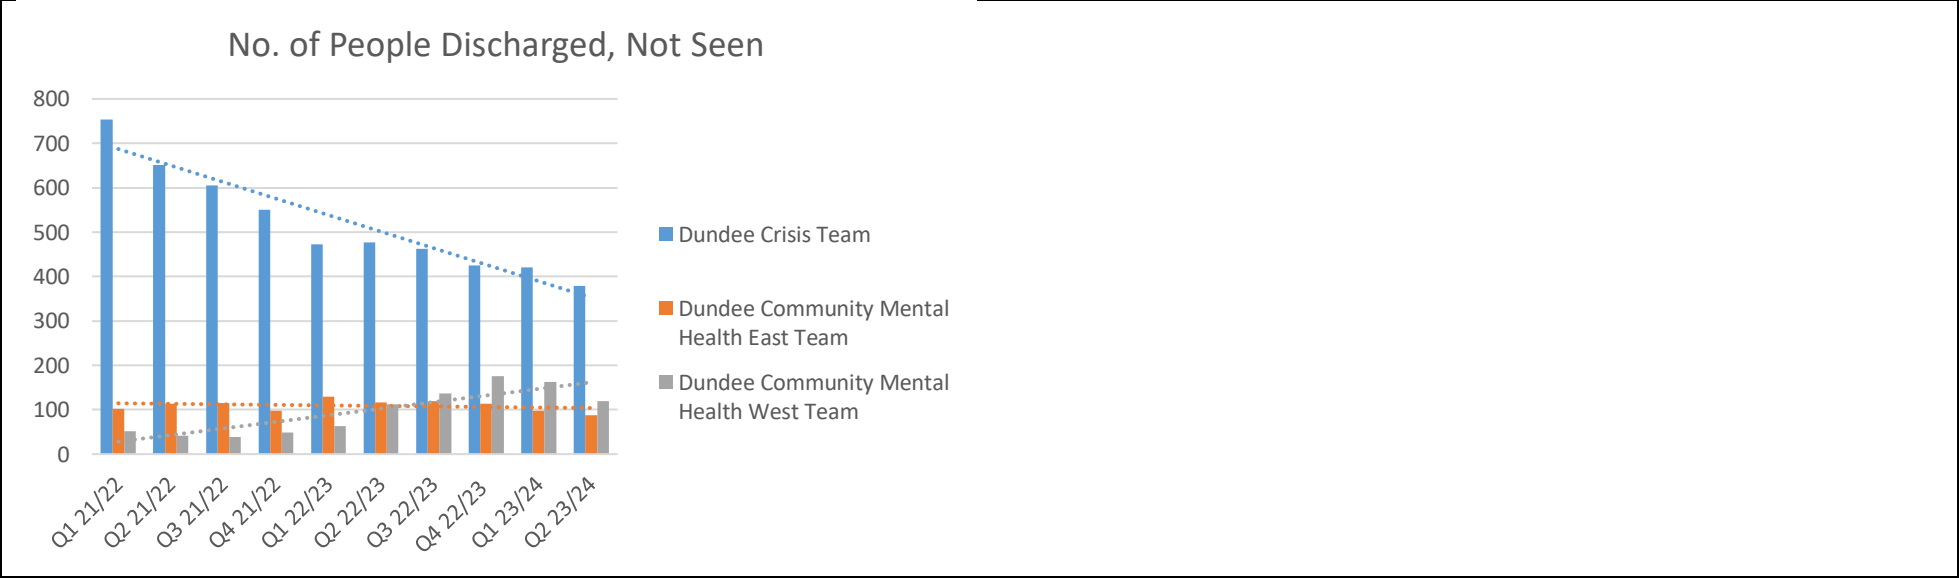 No. of People Discharged, Not Seen
800
700
600
500
400
300
200
100
0
Q1 21/22
Q2 21/22
Q3 21/22
Q4 21/22
Q1 22/23
Q2 22/23
Q3 22/23
Q4 22/23
Q1 23/24
Q2 23/24
Dundee Crisis Team
Dundee Community Mental
Health East Team
Dundee Community Mental
Health West Team